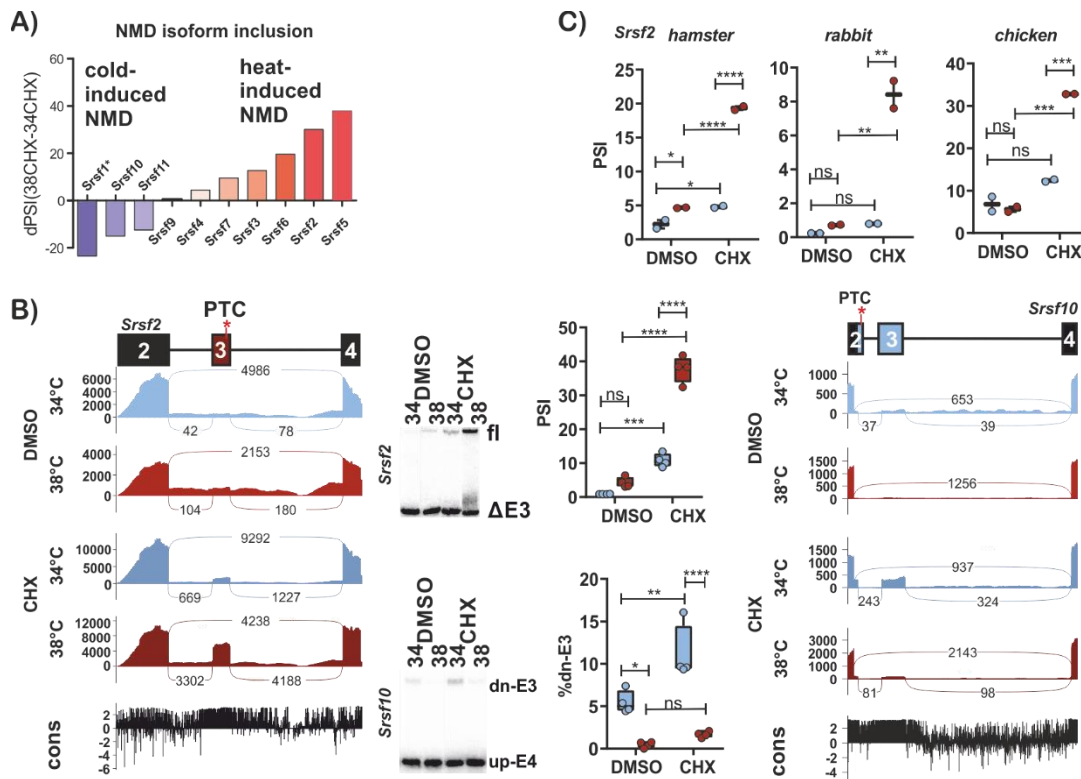 A)
NMD isoform inclusion
dPSI(38CHX-34CHX)
60
40
20
0
-20
cold-induced NMD
heat-induced NMD
Srsf1*
Srsf10
Srsf11
Srsf9
Srsf4
Srsf7
Srsf3
Srsf6
Srsf2
Srsf5
C)
Srsf2 hamster
rabbit
chicken
PSI
25
20
15
10
5
0
****
****
*
*
DMSO CHX
10
8
6
4
2
0
**
**
ns
ns
DMSO CHX
40
30
20
10
0
***
***
ns
ns
DMSO CHX
B)
Srsf2
PTC
*
2 3 4
DMSO
34°C
6000
4000
2000
0
4986
42 78
38°C
4000
2000
0
2153
104 180
CHX
34°C
10000
5000
0
9292
669 1227
38°C
10000
5000
0
4238
3302 4188
cons
2
0
-2
-4
-6
DMSO CHX
34 38 34 38
Srsf2
fl
ΔE3
DMSO CHX
34 38 34 38
Srsf10
dn-E3
up-E4
PSI
50
40
30
20
10
0
****
****
ns
***
DMSO CHX
%dn-E3
20
15
10
5
0
****
**
*
ns
DMSO CHX
PTC
*
Srsf10
2 3 4
DMSO
34°C
1000
500
0
653
37 39
38°C
1500
1000
500
0
1256
CHX
34°C
1500
1000
500
0
937
243 324
38°C
3000
2000
1000
0
2143
81 98
cons
2
0
-2
-4